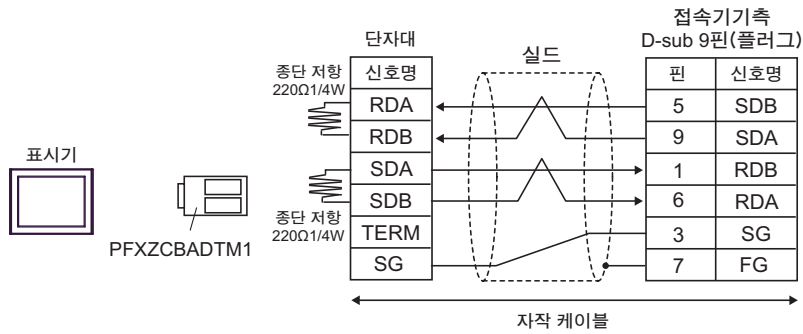 접속기기측
단자대
D-sub 9핀(플러그)
실드
종단 저항
220Ω1/4W
신호명
핀 신호명
RDA
5 SDB
RDB
9 SDA
표시기
SDA
1 RDB
SDB
6 RDA
종단 저항
220Ω1/4W
TERM
3 SG
PFXZCBADTM1
SG
7 FG
자작 케이블